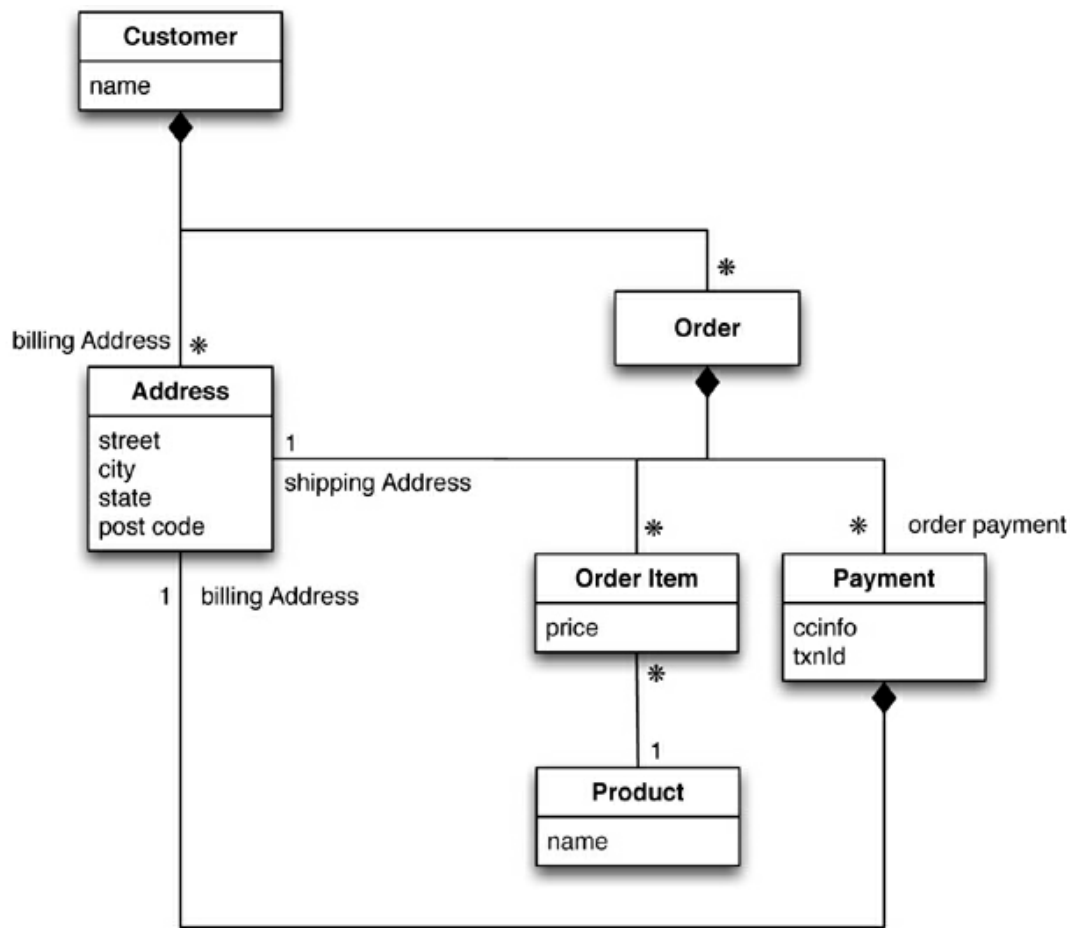 Customer
name
*
Order
billing Address *
Address
street
city
state
post code
1
shipping Address
*
* order payment
1 billing Address
Order Item
price
Payment
ccinfo
txnId
*
1
Product
name